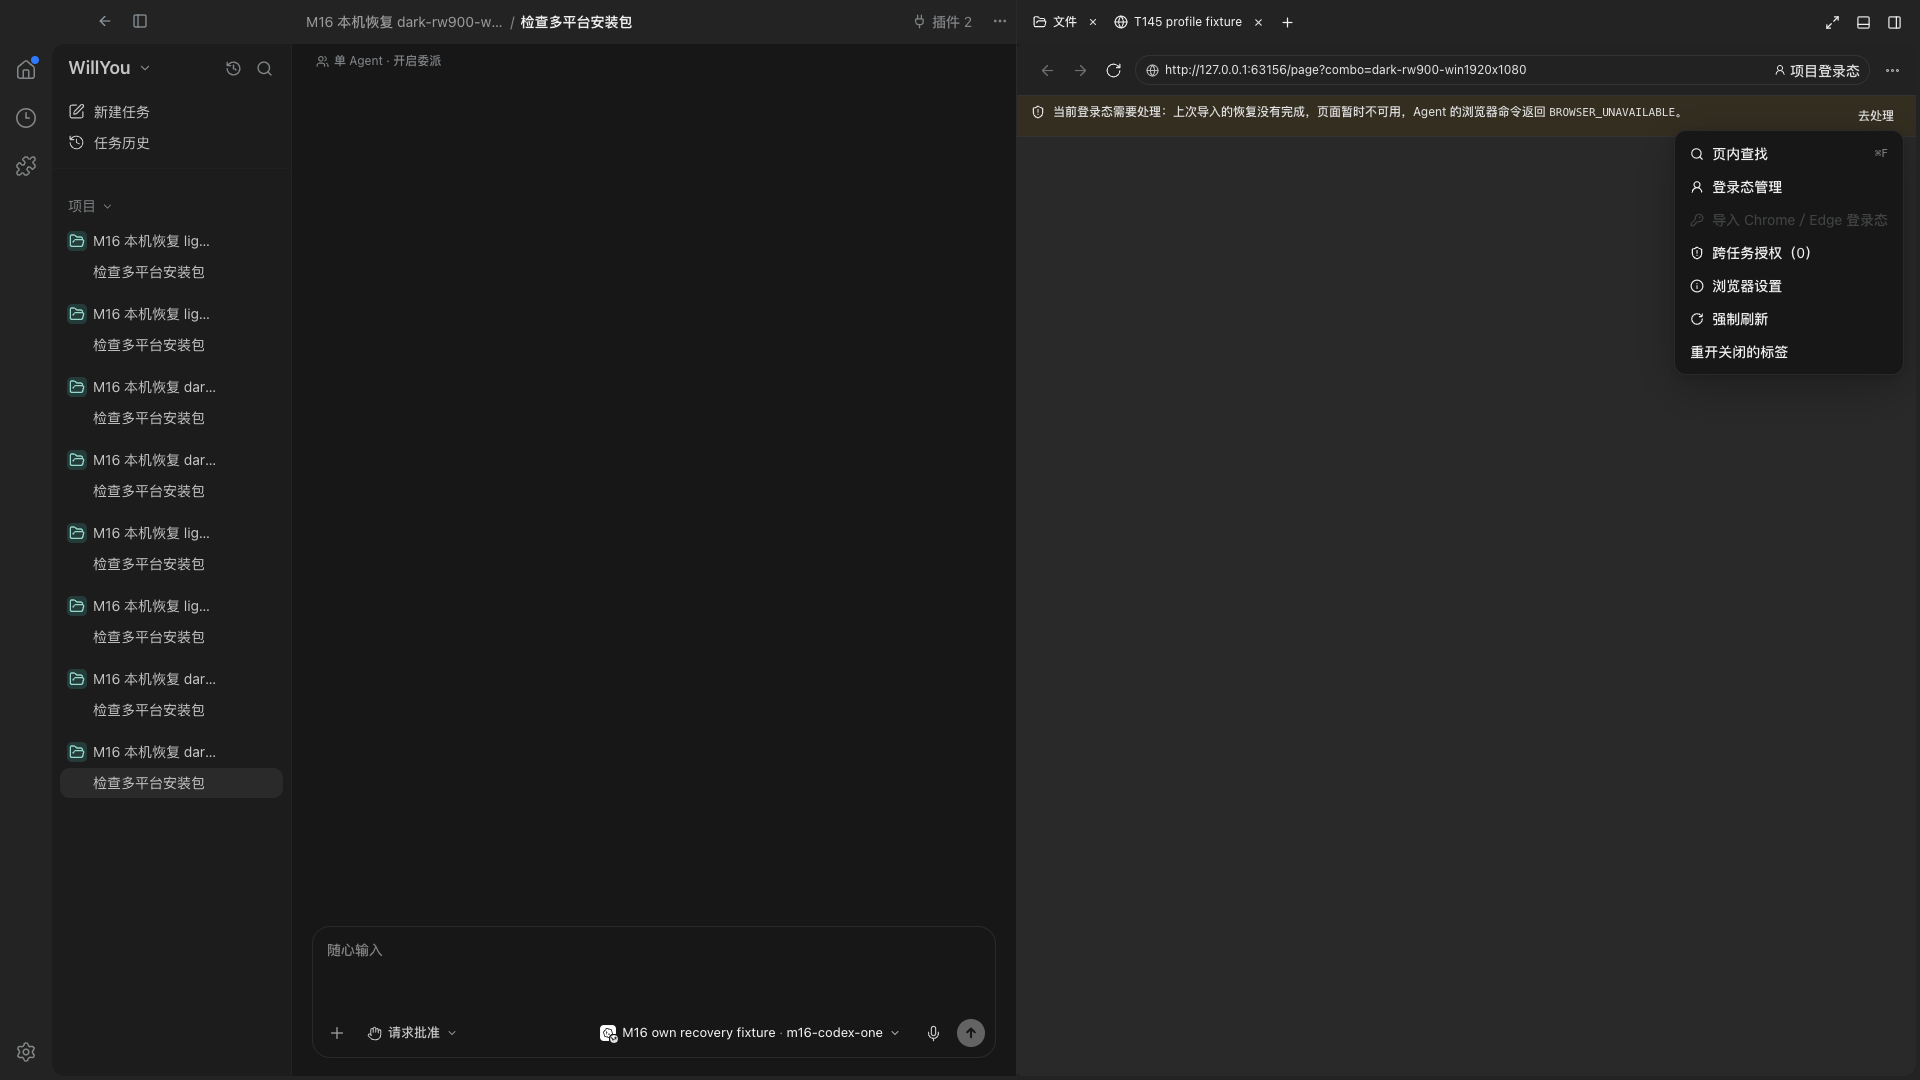 M16 本机恢复 dark-rw900-w... / 检查多平台安装包
插件 2
文件
T145 profile fixture
单 Agent · 开启委派
WillYou
新建任务
任务历史
项目
M16 本机恢复 lig...
检查多平台安装包
M16 本机恢复 lig...
检查多平台安装包
M16 本机恢复 dar...
检查多平台安装包
M16 本机恢复 dar...
检查多平台安装包
M16 本机恢复 lig...
检查多平台安装包
M16 本机恢复 lig...
检查多平台安装包
M16 本机恢复 dar...
检查多平台安装包
M16 本机恢复 dar...
检查多平台安装包
随心输入
请求批准
M16 own recovery fixture · m16-codex-one
http://127.0.0.1:63156/page?combo=dark-rw900-win1920x1080
项目登录态
当前登录态需要处理：上次导入的恢复没有完成，页面暂时不可用，Agent 的浏览器命令返回 BROWSER_UNAVAILABLE。
去处理
页内查找 ⌘F
登录态管理
导入 Chrome / Edge 登录态
跨任务授权（0）
浏览器设置
强制刷新
重开关闭的标签